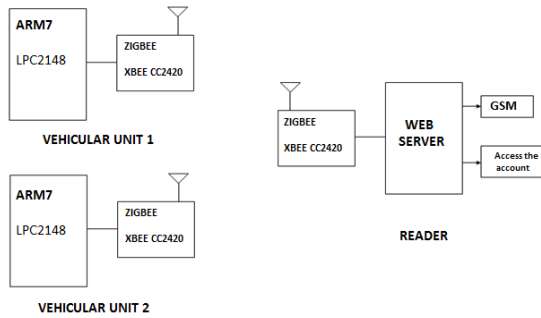 ARM7
LPC2148
ZIGBEE
XBEE CC2420
VEHICULAR UNIT 1
ARM7
LPC2148
ZIGBEE
XBEE CC2420
VEHICULAR UNIT 2
ZIGBEE
XBEE CC2420
WEB
SERVER
GSM
Access the
account
READER